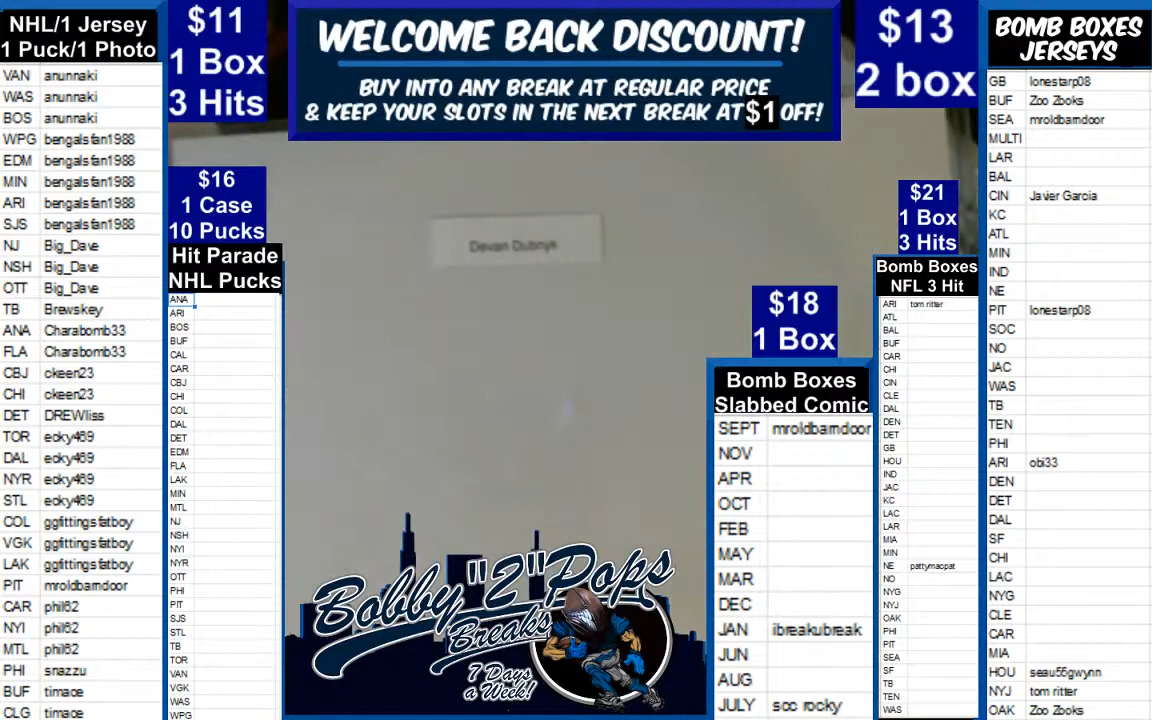 NHL/1 Jersey
1 Puck/1 Photo
VAN anunnaki
WAS anunnaki
BOS anunnaki
WPG bengalsfan1988
EDM bengalsfan1988
MIN bengalsfan1988
ARI bengalsfan1988
SJS bengalsfan1988
NJ Big_Dave
NSH Big_Dave
OTT Big_Dave
TB Brewskey
ANA Charabomb33
FLA Charabomb33
CBJ ckeen23
CHI ckeen23
DET DREWliss
TOR ecky469
DAL ecky469
NYR ecky469
STL ecky469
COL ggfittingsfatboy
VGK ggfittingsfatboy
LAK ggfittingsfatboy
PIT mroldbarndoor
CAR phil62
NYI phil62
MTL phil62
PHI snazzu
BUF timace
CLG timace
$11
1 Box
3 Hits
$16
1 Case
10 Pucks
Hit Parade
NHL Pucks
ANA
ARI
BOS
BUF
CAL
CAR
CBJ
CHI
COL
DAL
DET
EDM
FLA
LAK
MIN
MTL
NJ
NSH
NYI
NYR
OTT
PHI
PIT
SJS
STL
TB
TOR
VAN
VGK
WAS
WPG
WELCOME BACK DISCOUNT!
BUY INTO ANY BREAK AT REGULAR PRICE
& KEEP YOUR SLOTS IN THE NEXT BREAK AT $1 OFF!
Devan Dubnyk
Bobby "2" Pops
Breaks
7 Days
a Week!
$18
1 Box
Bomb Boxes
Slabbed Comic
SEPT mroldbarndoor
NOV
APR
OCT
FEB
MAY
MAR
DEC
JAN ibreakubreak
JUN
AUG
JULY scc rocky
$13
2 box
$21
1 Box
3 Hits
Bomb Boxes
NFL 3 Hit
ARI tom ritter
ATL
BAL
BUF
CAR
CHI
CIN
CLE
DAL
DEN
DET
GB
HOU
IND
JAC
KC
LAC
LAR
MIA
MIN
NE pattymacpat
NO
NYG
NYJ
OAK
PHI
PIT
SEA
SF
TB
TEN
WAS
BOMB BOXES
JERSEYS
GB lonestarp08
BUF Zoo Zboks
SEA mroldbarndoor
MULTI
LAR
BAL
CIN Javier Garcia
KC
ATL
MIN
IND
NE
PIT lonestarp08
SOC
NO
JAC
WAS
TB
TEN
PHI
ARI obi33
DEN
DET
DAL
SF
CHI
LAC
NYG
CLE
CAR
MIA
HOU seau55gwynn
NYJ tom ritter
OAK Zoo Zboks